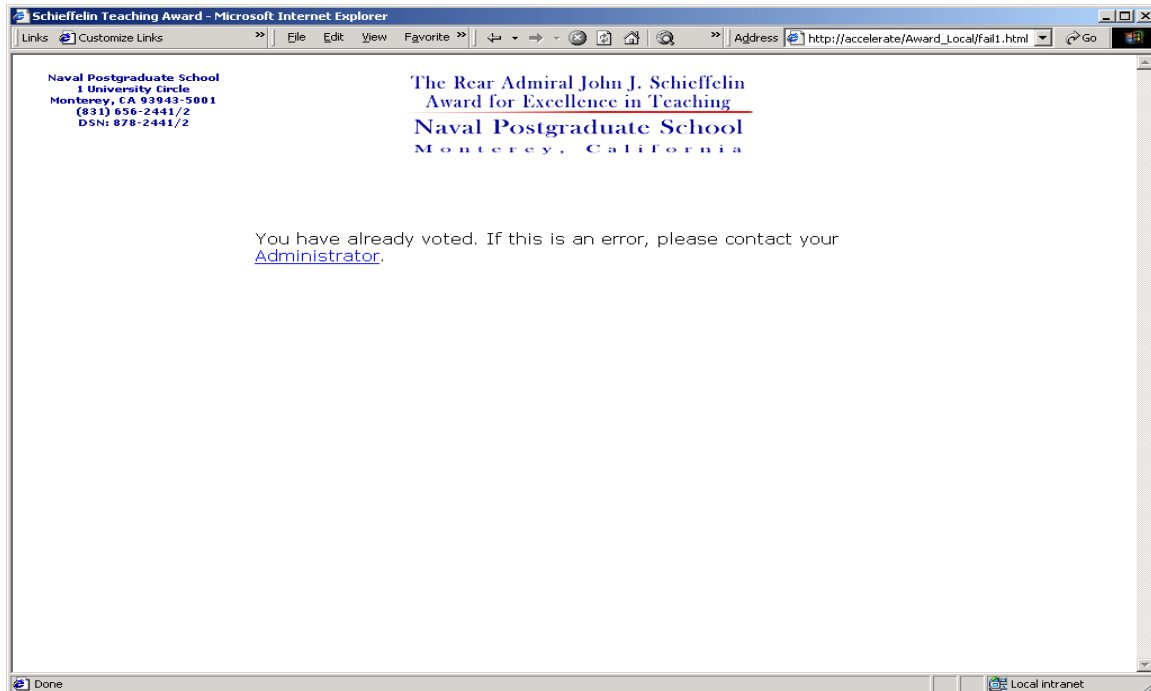 Schieffelin Teaching Award - Microsoft Internet Explorer
Links Customize Links » File Edit View Favorite » » Address http://accelerate/Award_Local/fail1.html Go
Naval Postgraduate School
1 University Circle
Monterey, CA 93943-5001
(831) 656-2441/2
DSN: 878-2441/2
The Rear Admiral John J. Schieffelin
Award for Excellence in Teaching
Naval Postgraduate School
Monterey, California
You have already voted. If this is an error, please contact your
Administrator.
Done Local intranet